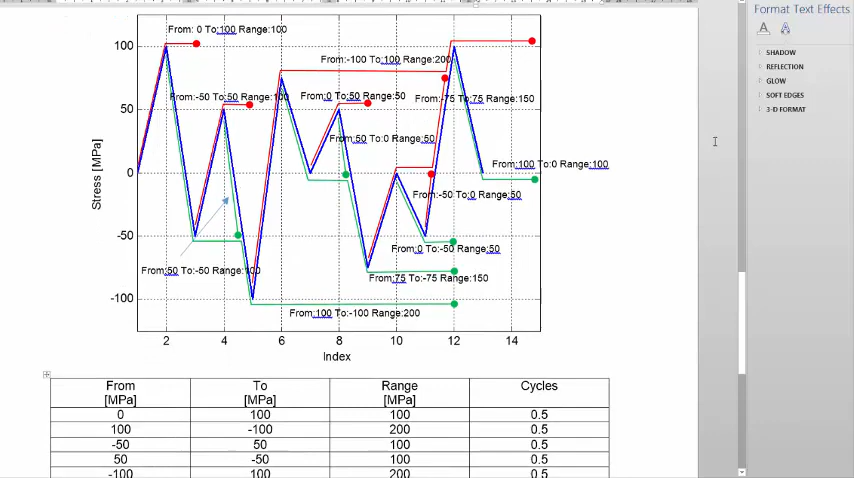 Format Text Effects
SHADOW
REFLECTION
GLOW
SOFT EDGES
3-D FORMAT
From: 0 To:100 Range:100
From:-100 To:100 Range:200
From:-50 To:50 Range:100
From:0 To:50 Range:50
From:-75 To:75 Range:150
From:50 To:0 Range:50
From:100 To:0 Range:100
From:-50 To:0 Range:50
From:0 To:-50 Range:50
From:50 To:-50 Range:100
From:75 To:-75 Range:150
From:100 To:-100 Range:200
100
50
0
-50
-100
Stress [MPa]
2 4 6 8 10 12 14
Index
From To Range Cycles
[MPa] [MPa] [MPa]
0 100 100 0.5
100 -100 200 0.5
-50 50 100 0.5
50 -50 100 0.5
-100 100 200 0.5